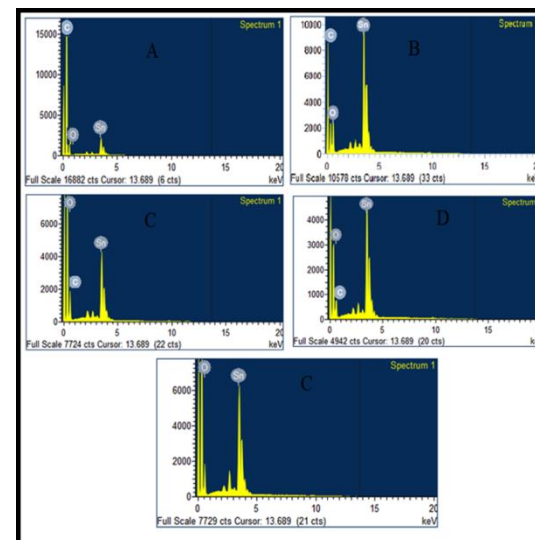 Spectrum 1
C
A
15000
10000
O
Sn
5000
0
0 5 10 15 20
Full Scale 16882 cts Cursor: 13.689 (6 cts) keV
Spectrum
10000
Sn
C
B
8000
6000
O
4000
2000
0
0 5 10 15 20
Full Scale 10578 cts Cursor: 13.689 (33 cts) keV
Spectrum 1
O
C
6000
Sn
4000
C
2000
0
0 5 10 15 20
Full Scale 7724 cts Cursor: 13.689 (22 cts) keV
Spectrum
Sn
D
4000
O
3000
2000
C
1000
0
0 5 10 15 20
Full Scale 4942 cts Cursor: 13.689 (20 cts) keV
Spectrum 1
O
Sn
C
6000
4000
2000
0
0 5 10 15 20
Full Scale 7729 cts Cursor: 13.689 (21 cts) keV